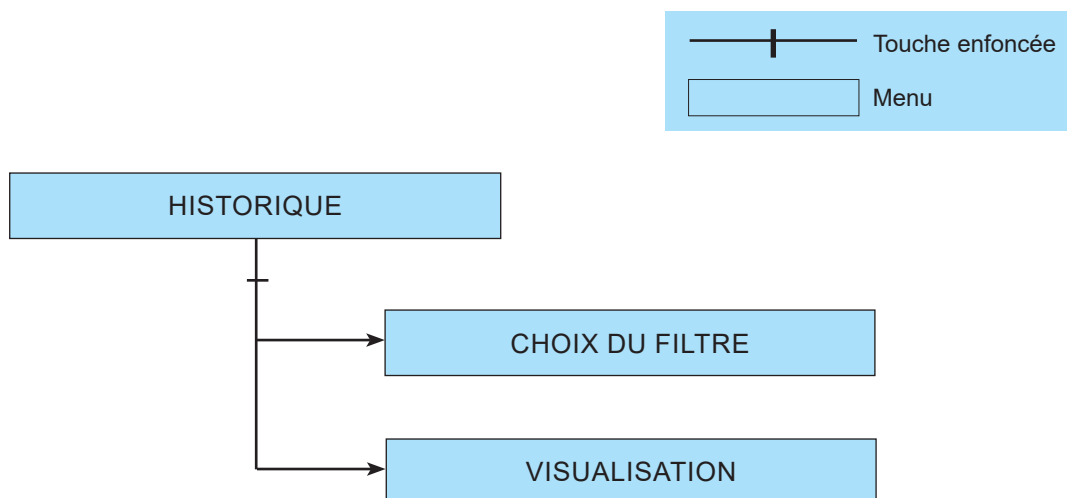 Touche enfoncée
Menu
HISTORIQUE
CHOIX DU FILTRE
VISUALISATION